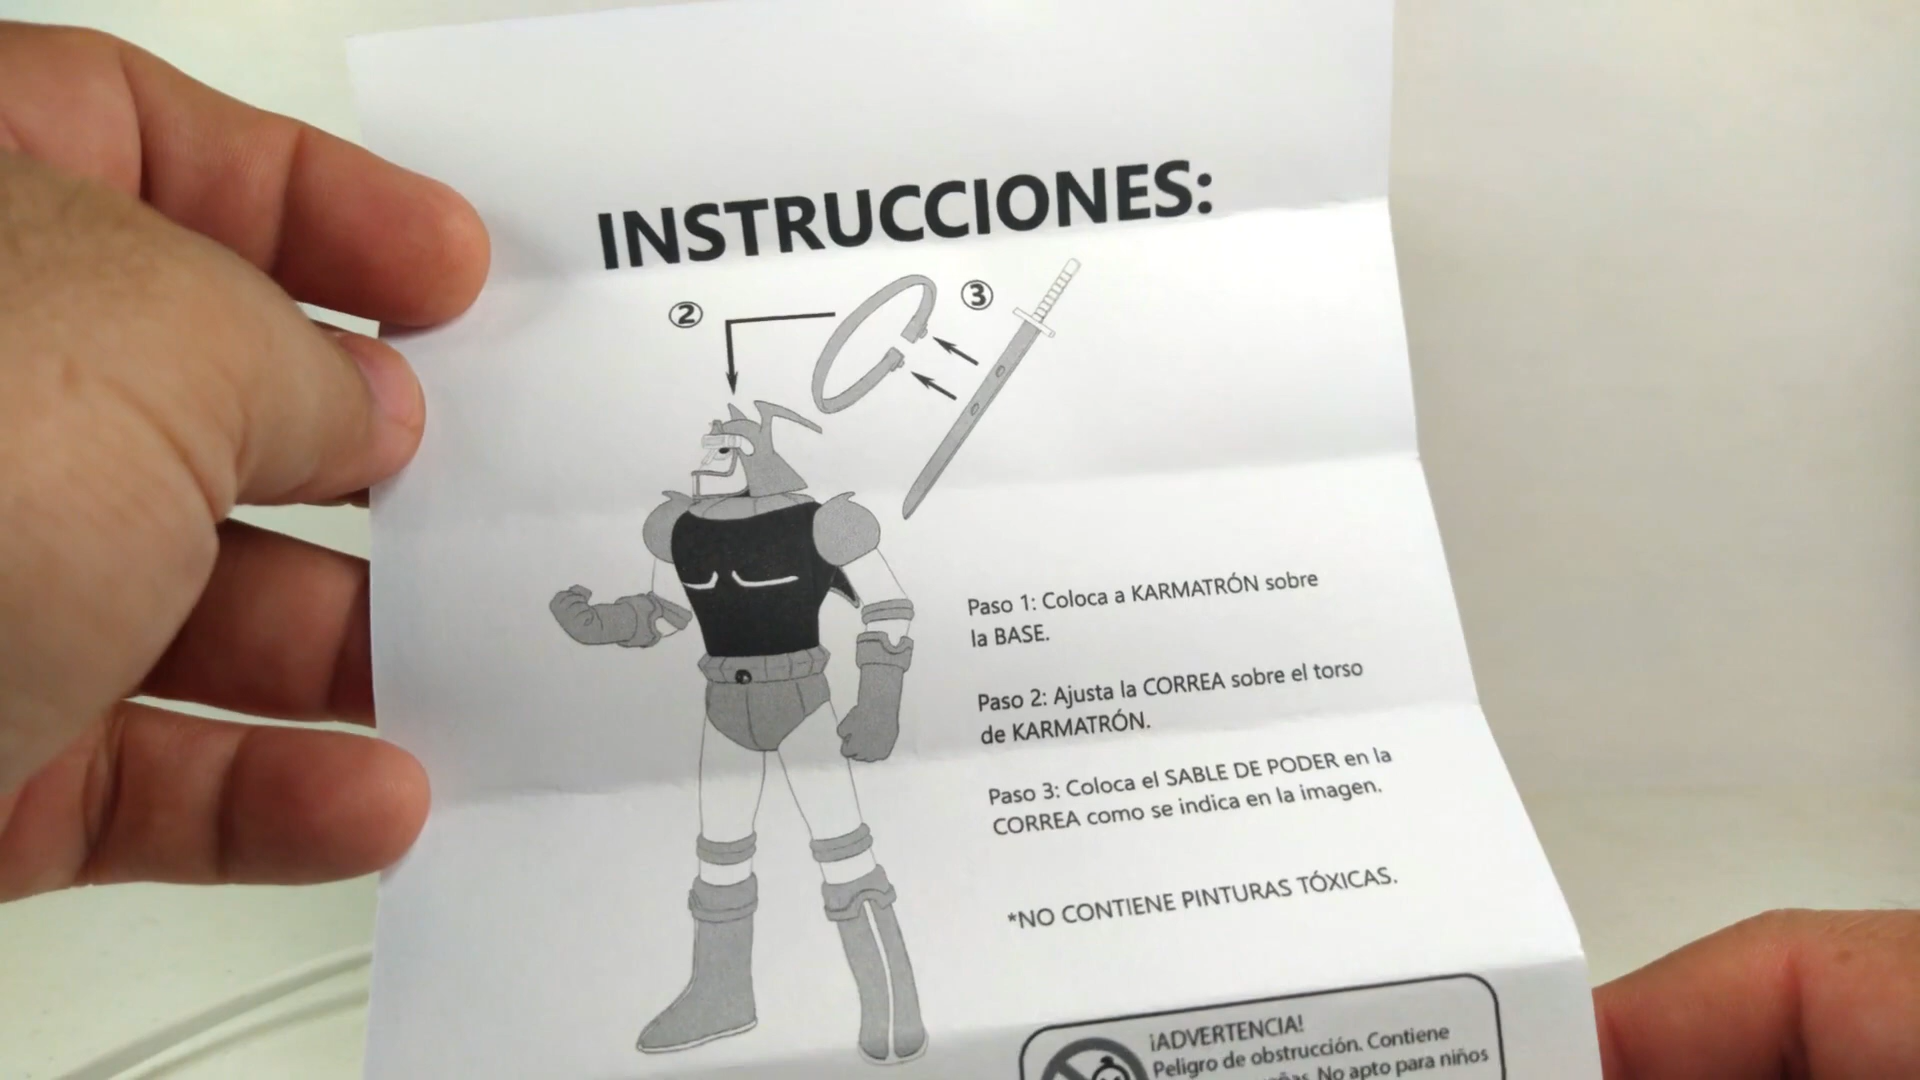 INSTRUCCIONES:
②
③
Paso 1: Coloca a KARMATRÓN sobre
la BASE.
Paso 2: Ajusta la CORREA sobre el torso
de KARMATRÓN.
Paso 3: Coloca el SABLE DE PODER en la
CORREA como se indica en la imagen.
*NO CONTIENE PINTURAS TÓXICAS.
¡ADVERTENCIA!
Peligro de obstrucción. Contiene
No apto para niños